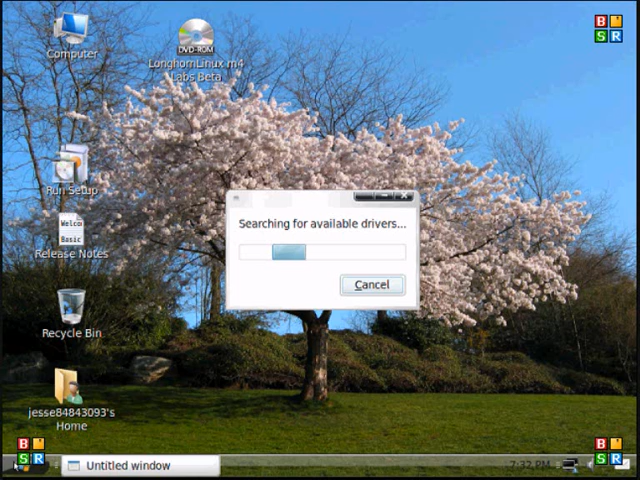 Computer
DVD-ROM
LonghornLinux m4
Labs Beta
B
S R
Run Setup
Welco
Basic
Release Notes
Recycle Bin
jesse84843093's
Home
Searching for available drivers...
Cancel
B
S R
Untitled window
7:32 PM
B
S R